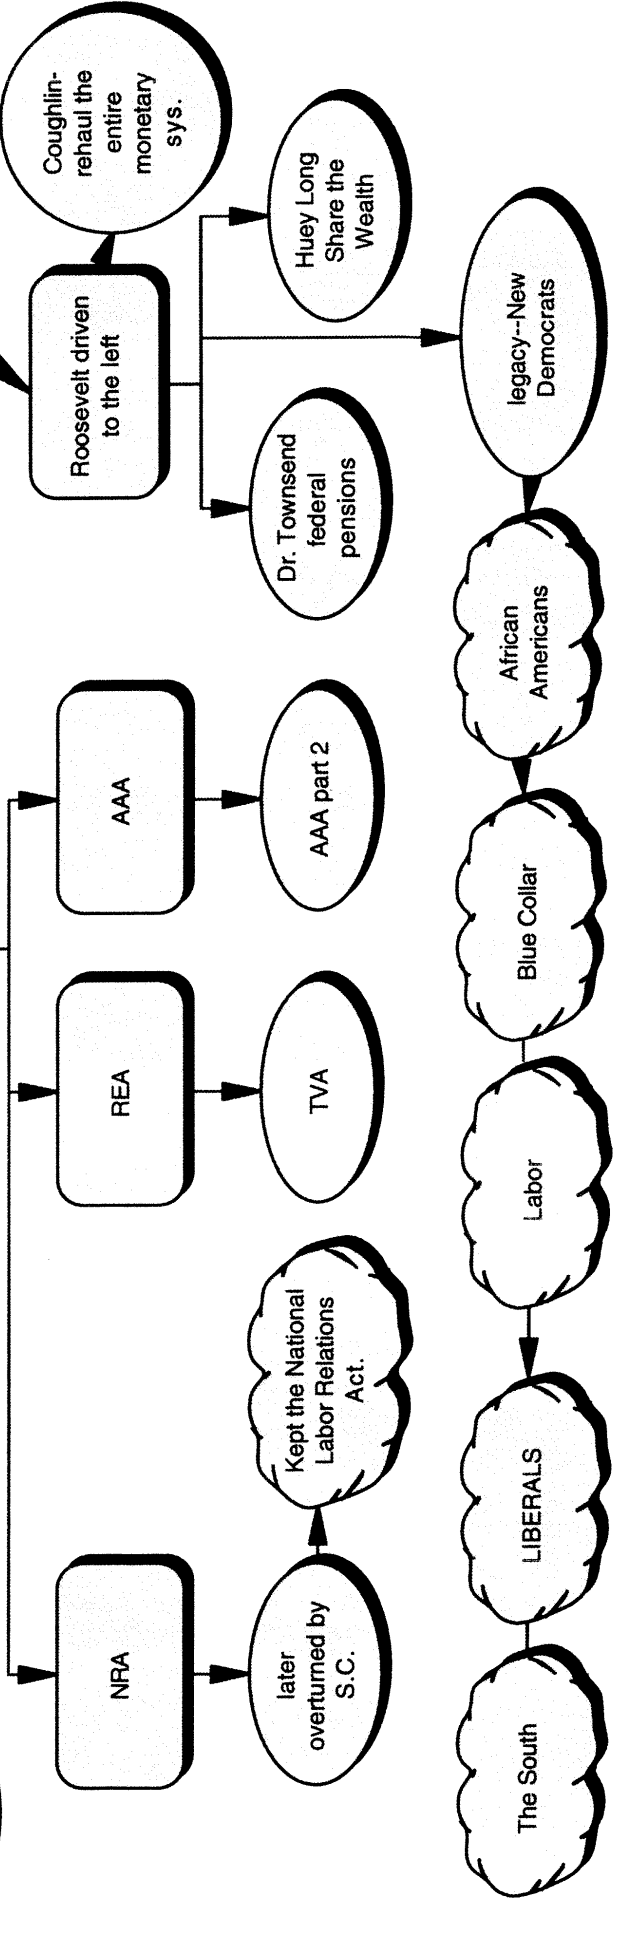 NRA
REA
AAA
Roosevelt driven
to the left
Coughlin-
rehaul the
entire
monetary
sys.
later
overturned by
S.C.
Kept the National
Labor Relations
Act.
TVA
AAA part 2
Dr. Townsend
federal
pensions
Huey Long
Share the
Wealth
The South
LIBERALS
Labor
Blue Collar
African
Americans
legacy--New
Democrats